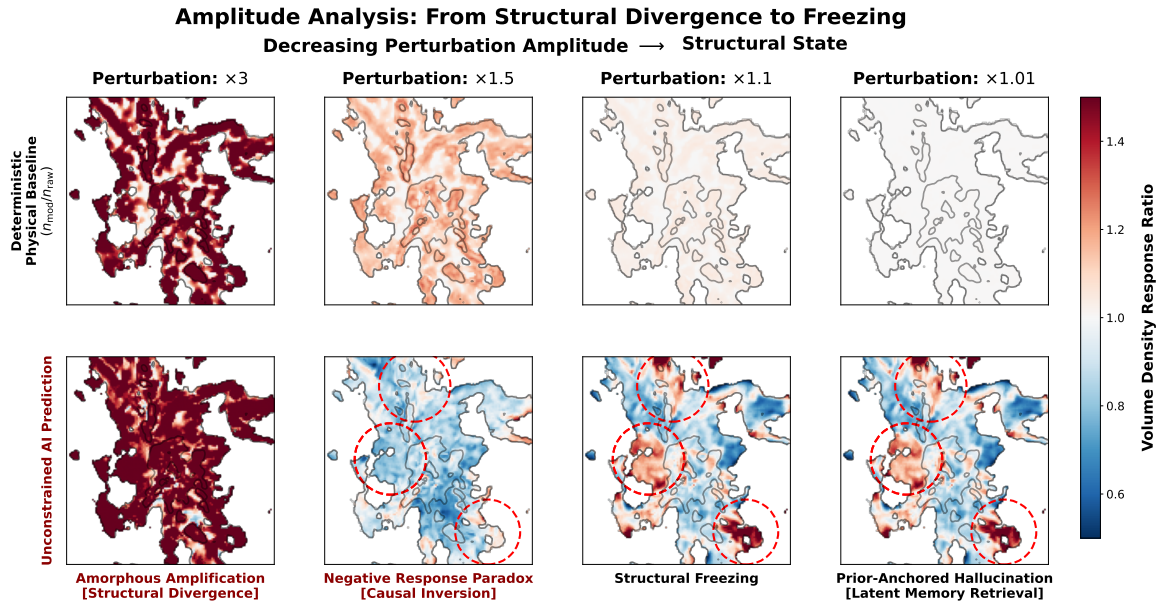 Amplitude Analysis: From Structural Divergence to Freezing
Decreasing Perturbation Amplitude ⟶ Structural State
Perturbation: ×3
Perturbation: ×1.5
Perturbation: ×1.1
Perturbation: ×1.01
Deterministic
Physical Baseline
(n_mod/n_raw)
Unconstrained AI Prediction
Amorphous Amplification
[Structural Divergence]
Negative Response Paradox
[Causal Inversion]
Structural Freezing
Prior-Anchored Hallucination
[Latent Memory Retrieval]
1.4
1.2
1.0
0.8
0.6
Volume Density Response Ratio